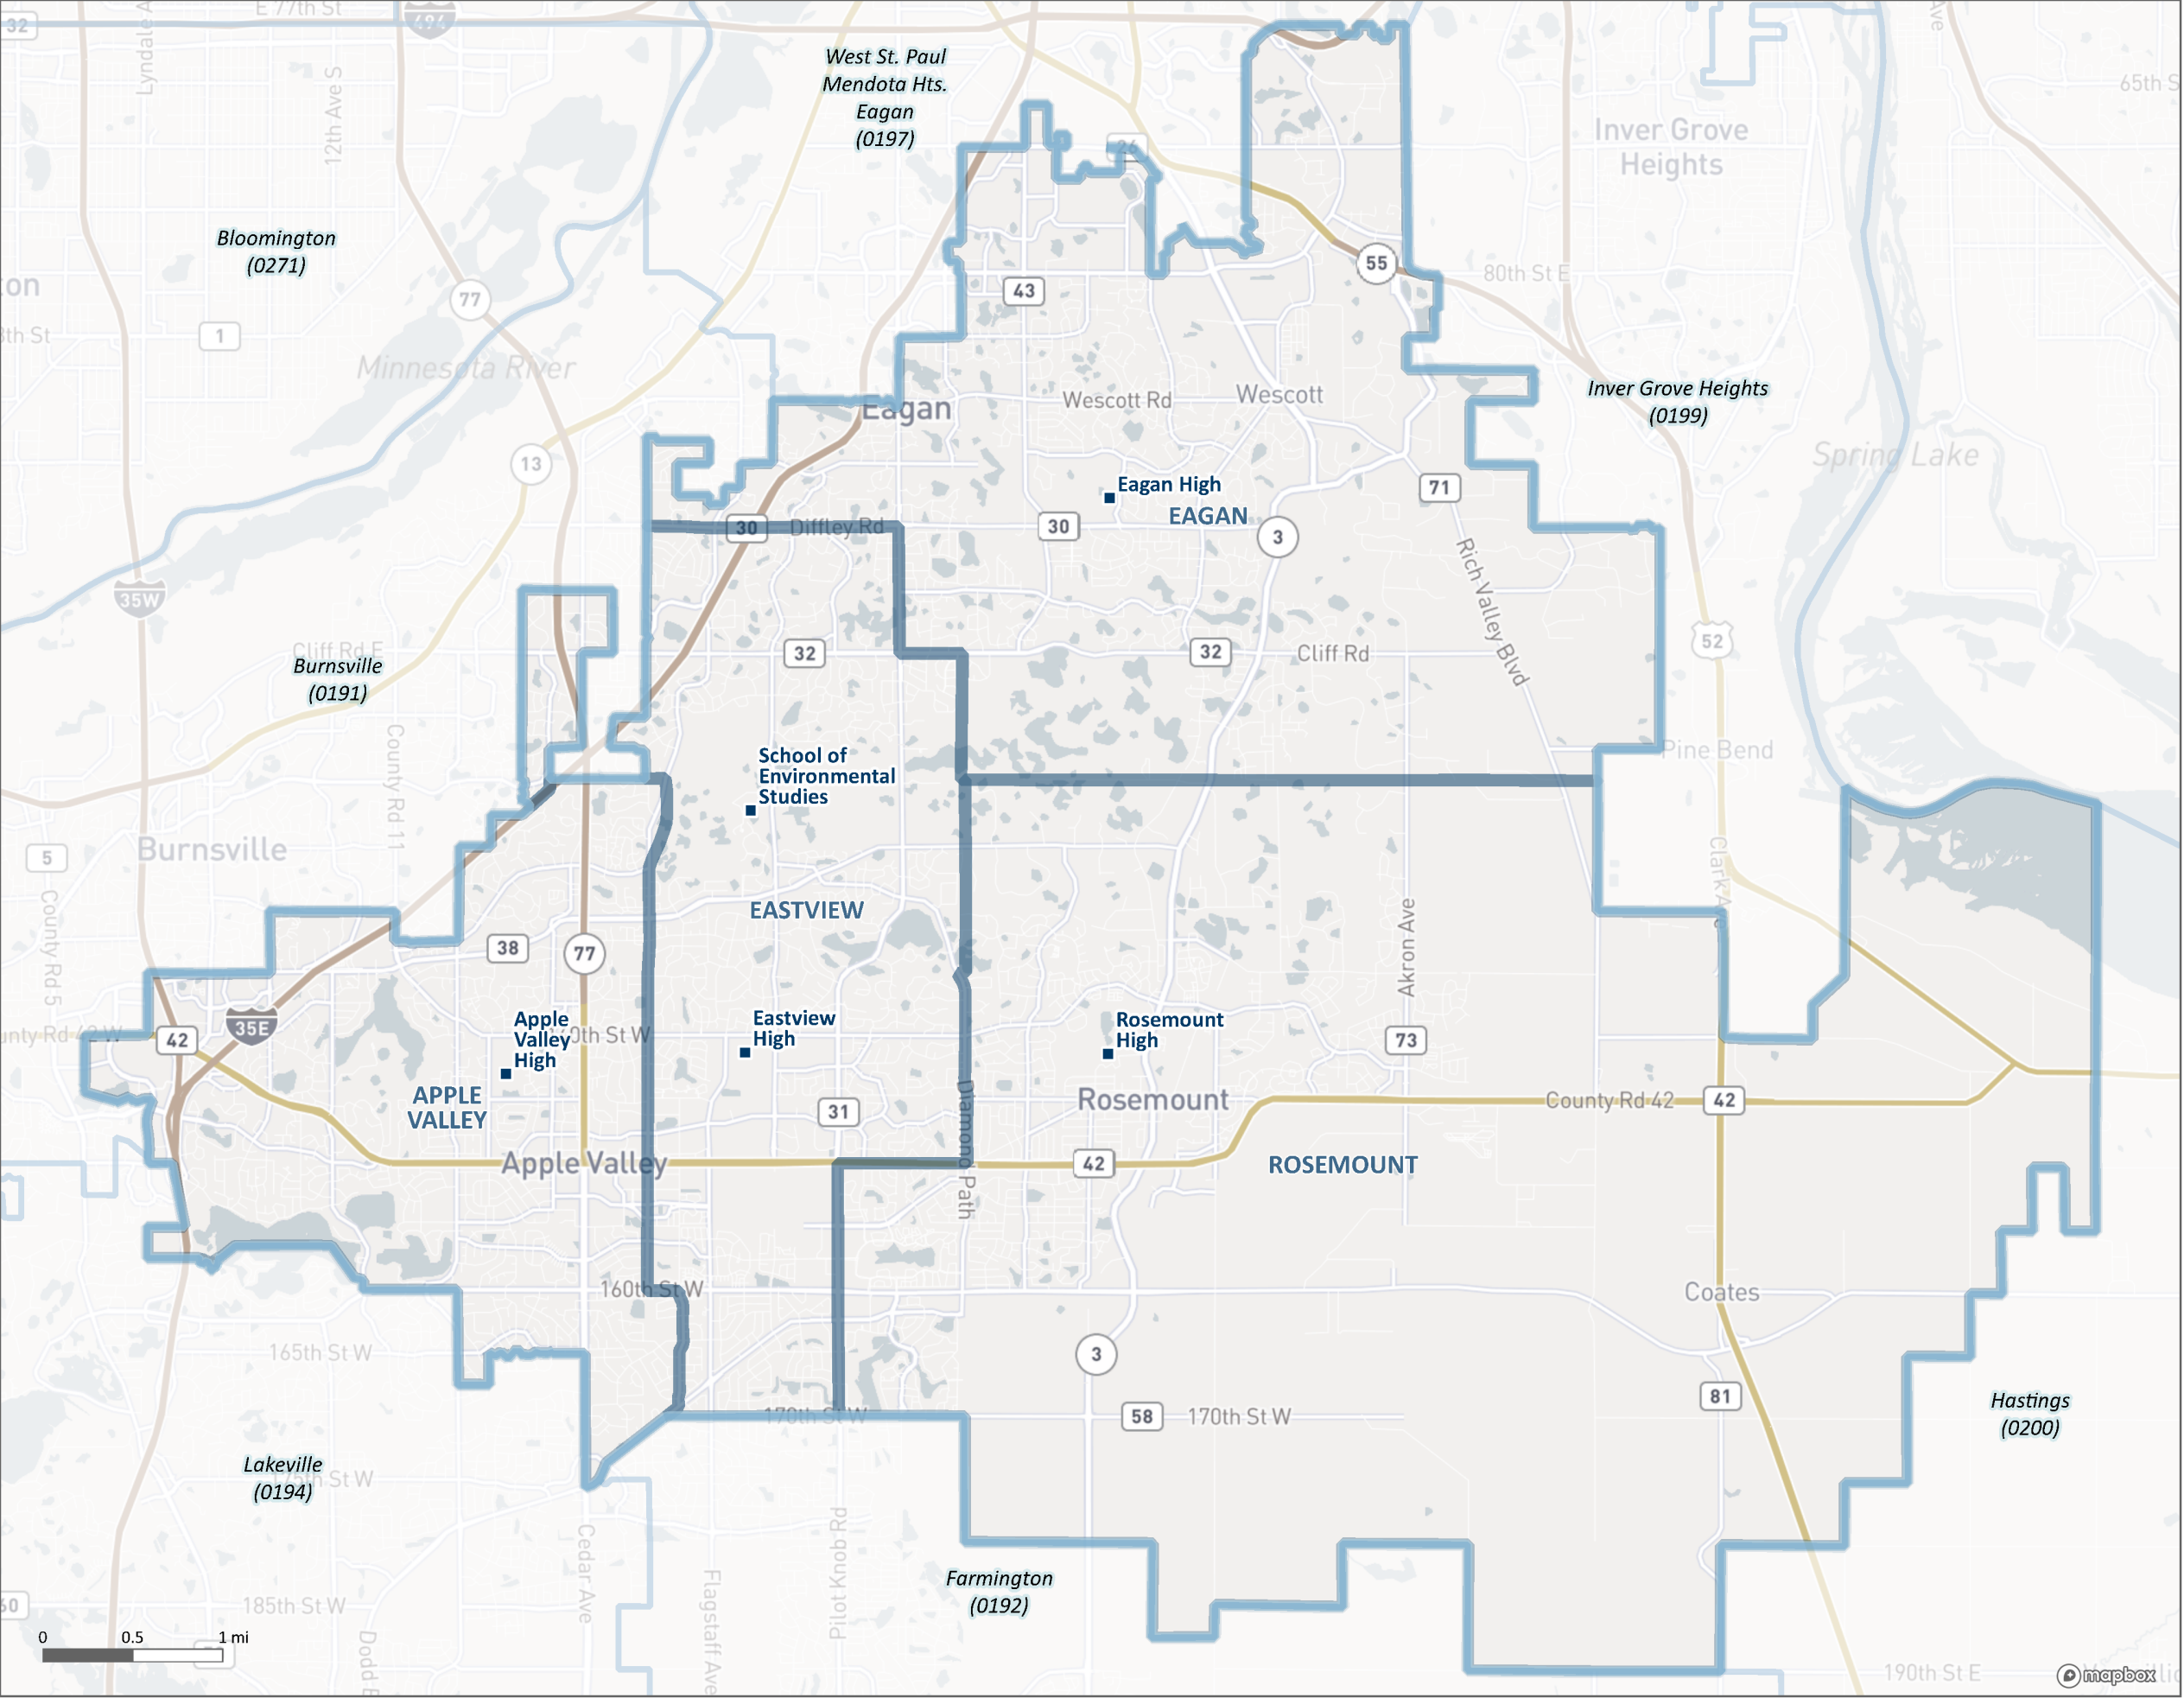 32
E 77th St
494
Lyndale A
12th Ave S
Ave
65th S
West St. Paul
Mendota Hts.
Eagan
(0197)
26
Inver Grove
Heights
Bloomington
(0271)
55
80th St E
43
77
1
8th St
Minnesota River
Inver Grove Heights
(0199)
Eagan
Wescott Rd
Wescott
Spring Lake
13
Eagan High
EAGAN
71
30
Diffley Rd
30
3
35W
Rich Valley Blvd
Cliff Rd E
Burnsville
(0191)
32
32
Cliff Rd
52
Pine Bend
School of
Environmental
Studies
County Rd 11
Burnsville
5
County Rd 5
EASTVIEW
38
77
Akron Ave
35E
42
Apple
Valley
High
Eastview
High
Rosemount
High
73
APPLE
VALLEY
31
Diamond Path
Rosemount
County Rd 42
42
Apple Valley
42
ROSEMOUNT
160th St W
Coates
165th St W
3
170th St W
58
170th St W
81
Hastings
(0200)
Lakeville
(0194)
175th St W
Cedar Ave
Flagstaff Ave
Pilot Knob Rd
Farmington
(0192)
60
185th St W
0
0.5
1 mi
190th St E
mapbox